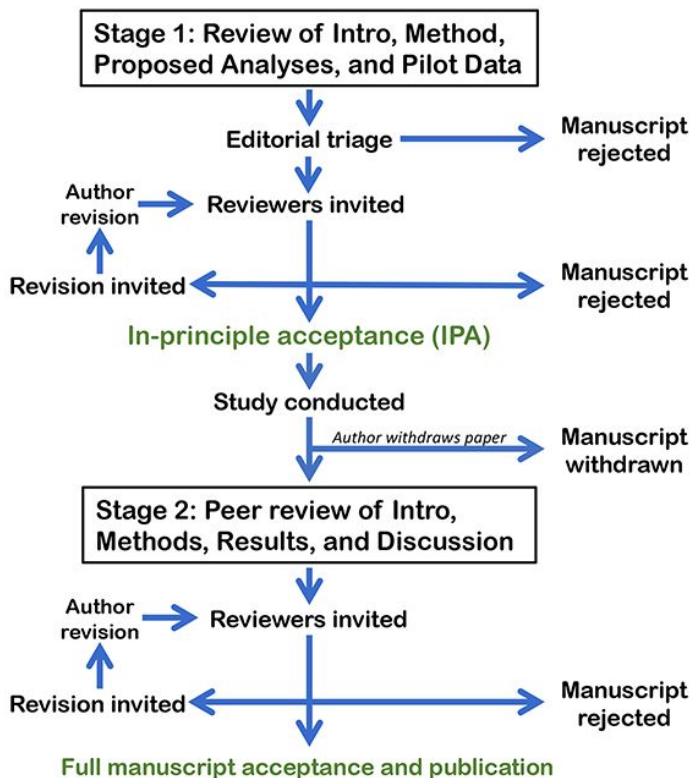 Stage 1: Review of Intro, Method,
Proposed Analyses, and Pilot Data
Editorial triage
Manuscript
rejected
Author
revision
Reviewers invited
Revision invited
Manuscript
rejected
In-principle acceptance (IPA)
Study conducted
Author withdraws paper
Manuscript
withdrawn
Stage 2: Peer review of Intro,
Methods, Results, and Discussion
Author
revision
Reviewers invited
Revision invited
Manuscript
rejected
Full manuscript acceptance and publication